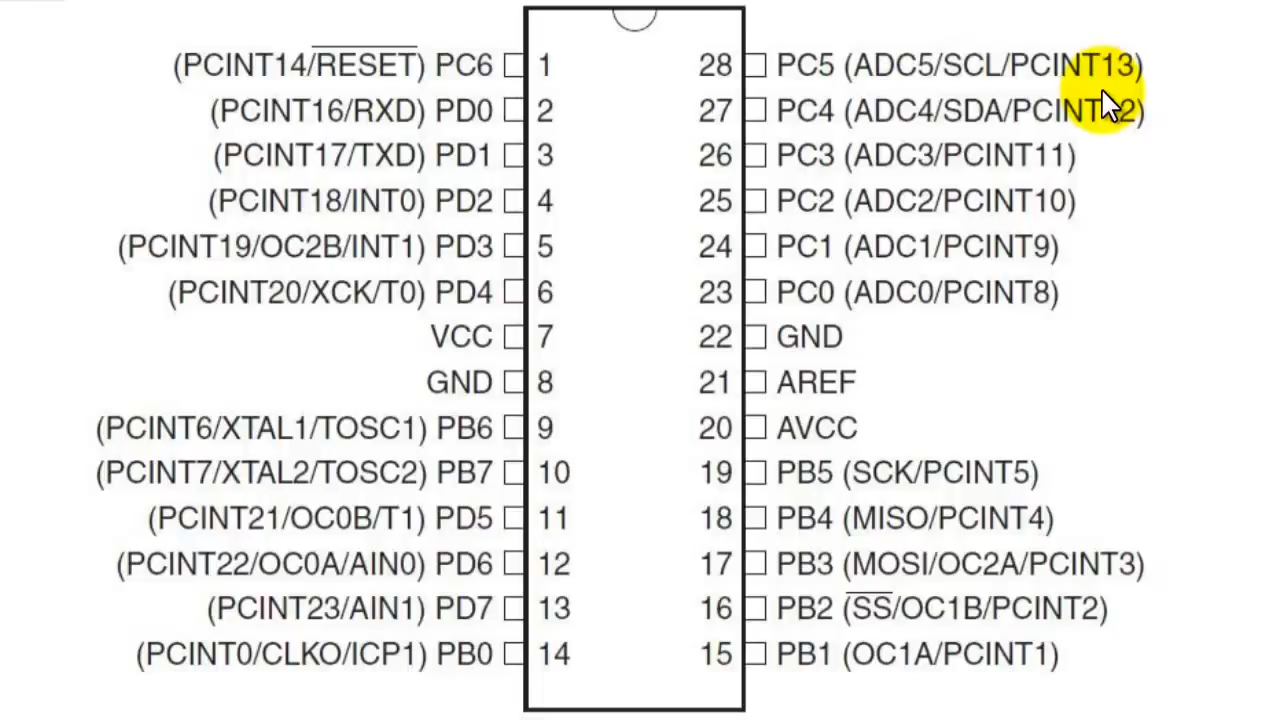 (PCINT14/RESET) PC6 1 28 PC5 (ADC5/SCL/PCINT13)
(PCINT16/RXD) PD0 2 27 PC4 (ADC4/SDA/PCINT12)
(PCINT17/TXD) PD1 3 26 PC3 (ADC3/PCINT11)
(PCINT18/INT0) PD2 4 25 PC2 (ADC2/PCINT10)
(PCINT19/OC2B/INT1) PD3 5 24 PC1 (ADC1/PCINT9)
(PCINT20/XCK/T0) PD4 6 23 PC0 (ADC0/PCINT8)
VCC 7 22 GND
GND 8 21 AREF
(PCINT6/XTAL1/TOSC1) PB6 9 20 AVCC
(PCINT7/XTAL2/TOSC2) PB7 10 19 PB5 (SCK/PCINT5)
(PCINT21/OC0B/T1) PD5 11 18 PB4 (MISO/PCINT4)
(PCINT22/OC0A/AIN0) PD6 12 17 PB3 (MOSI/OC2A/PCINT3)
(PCINT23/AIN1) PD7 13 16 PB2 (SS/OC1B/PCINT2)
(PCINT0/CLKO/ICP1) PB0 14 15 PB1 (OC1A/PCINT1)